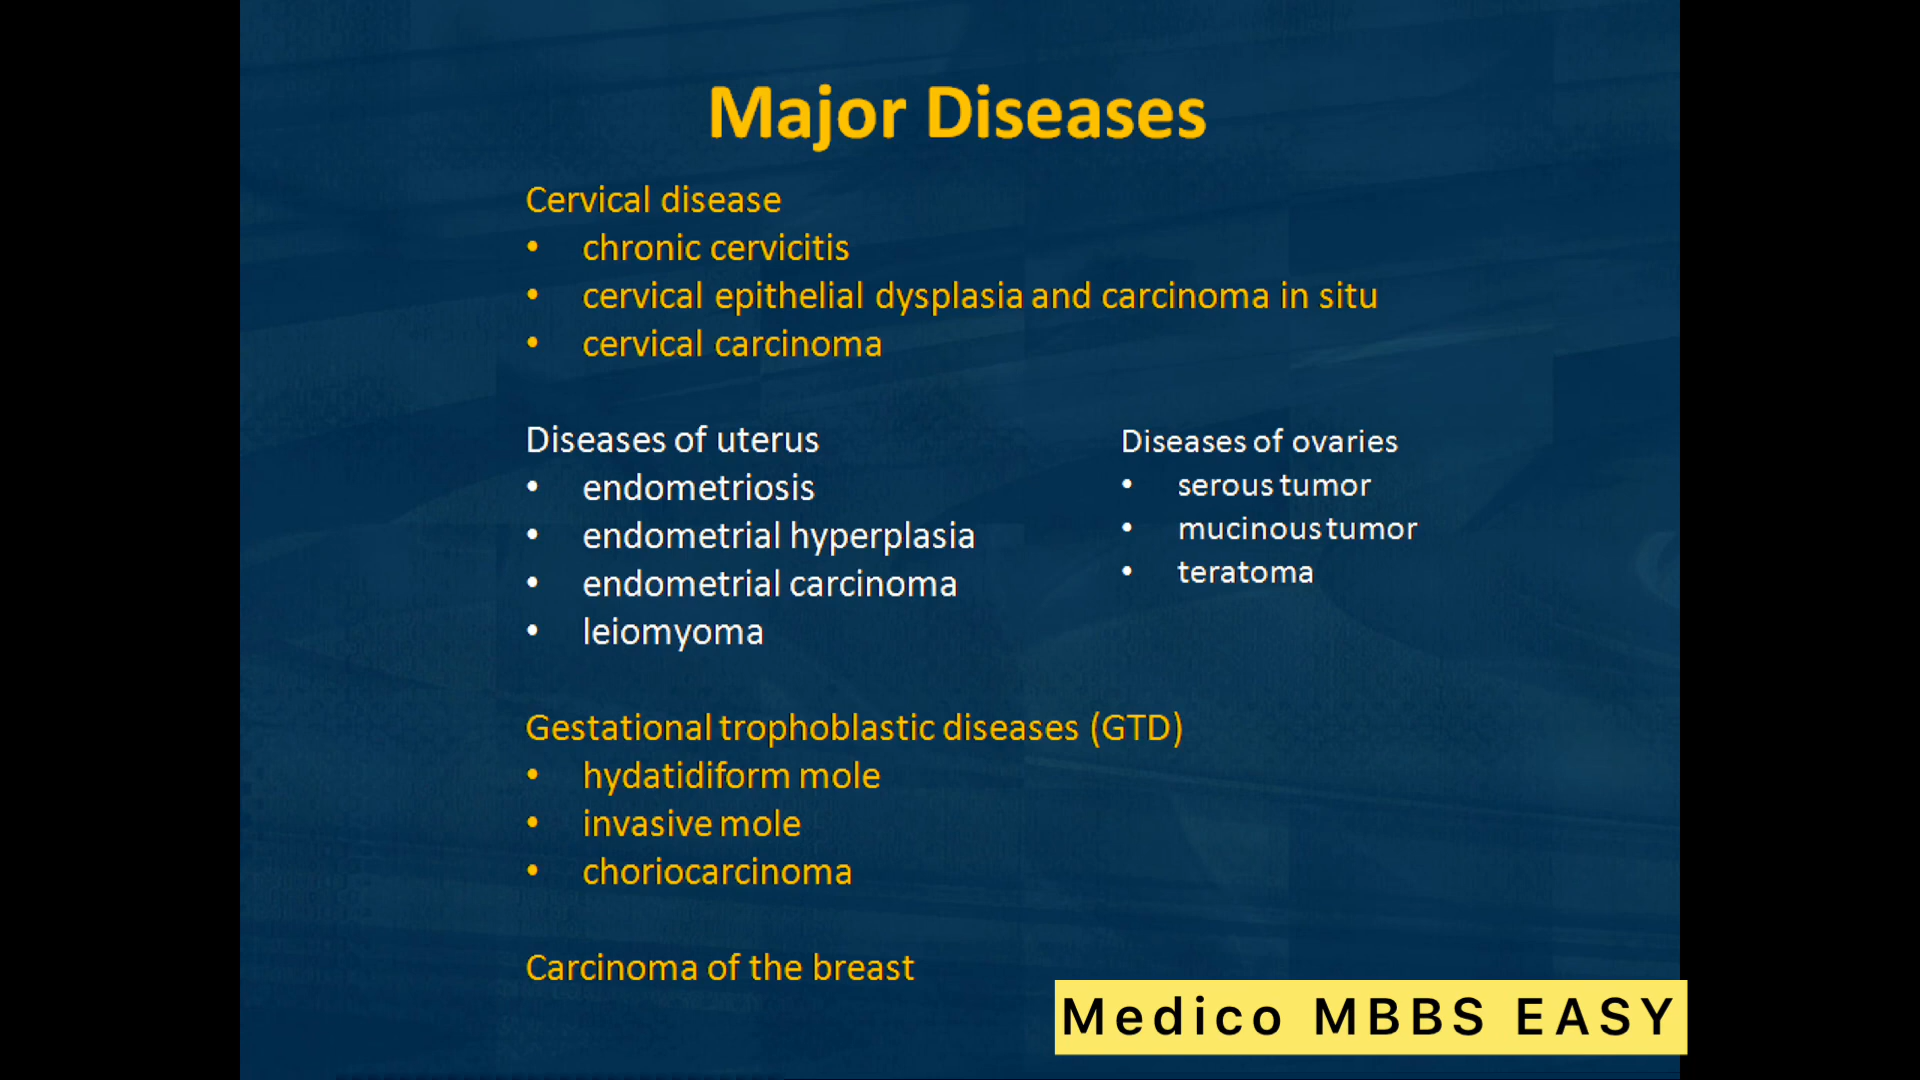 Major Diseases
Cervical disease
• chronic cervicitis
• cervical epithelial dysplasia and carcinoma in situ
• cervical carcinoma
Diseases of uterus
• endometriosis
• endometrial hyperplasia
• endometrial carcinoma
• leiomyoma
Diseases of ovaries
• serous tumor
• mucinous tumor
• teratoma
Gestational trophoblastic diseases (GTD)
• hydatidiform mole
• invasive mole
• choriocarcinoma
Carcinoma of the breast
Medico MBBS EASY